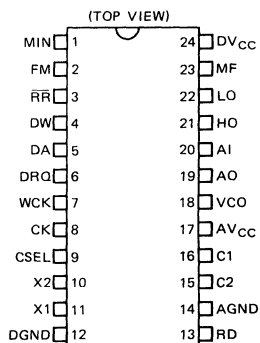 (TOP VIEW)
MIN 1 24 DVCC
FM 2 23 MF
R̅R̅ 3 22 LO
DW 4 21 HO
DA 5 20 AI
DRQ 6 19 AO
WCK 7 18 VCO
CK 8 17 AVCC
CSEL 9 16 C1
X2 10 15 C2
X1 11 14 AGND
DGND 12 13 RD